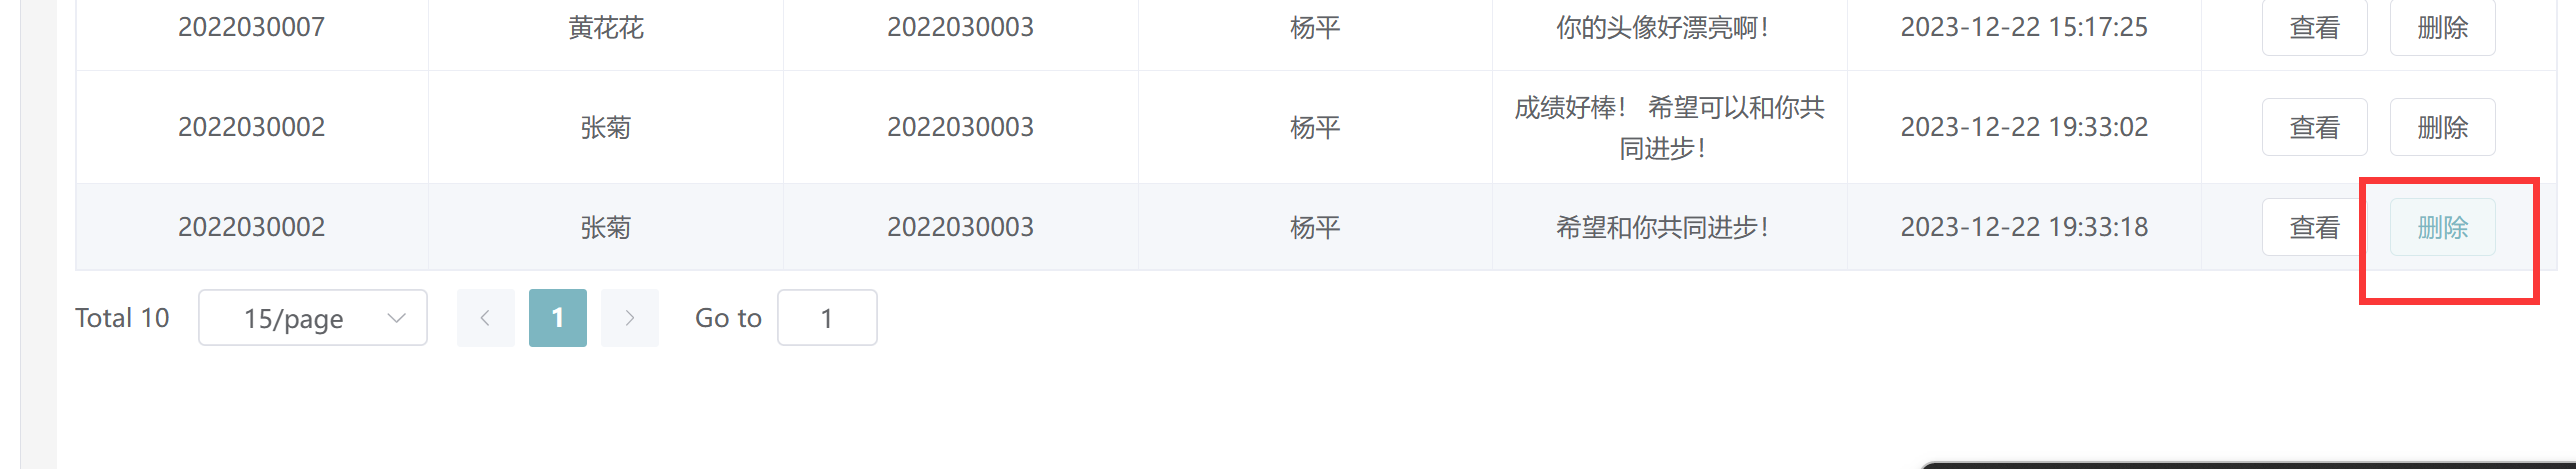 2022030007 黄花花 2022030003 杨平 你的头像好漂亮啊！ 2023-12-22 15:17:25 查看 删除
2022030002 张菊 2022030003 杨平 成绩好棒！ 希望可以和你共 2023-12-22 19:33:02 查看 删除
同进步！
2022030002 张菊 2022030003 杨平 希望和你共同进步！ 2023-12-22 19:33:18 查看 删除
Total 10 15/page 1 Go to 1